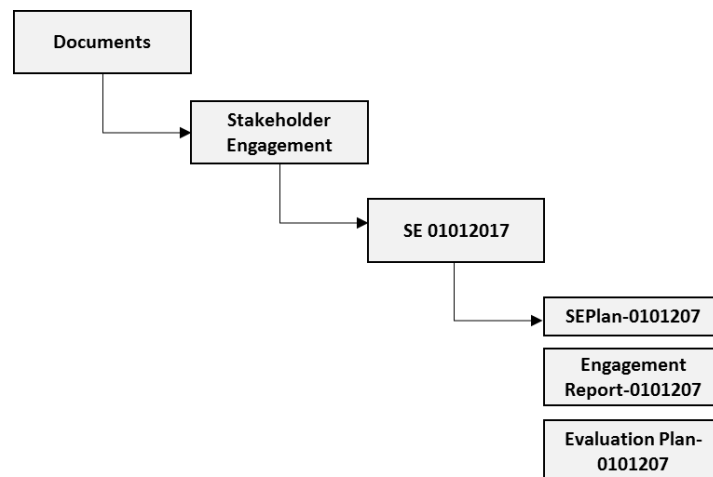 Documents
Stakeholder
Engagement
SE 01012017
SEPlan-0101207
Engagement
Report-0101207
Evaluation Plan-
0101207